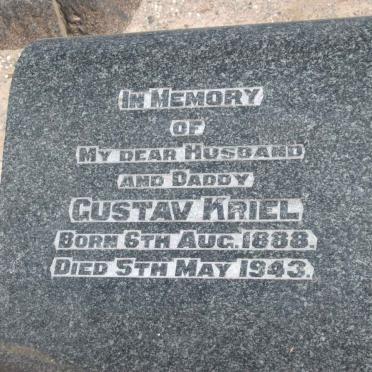 In Memory
of
My dear Husband
and Daddy
Gustav Kriel
Born 6th Aug. 1888.
Died 5th May 1943.